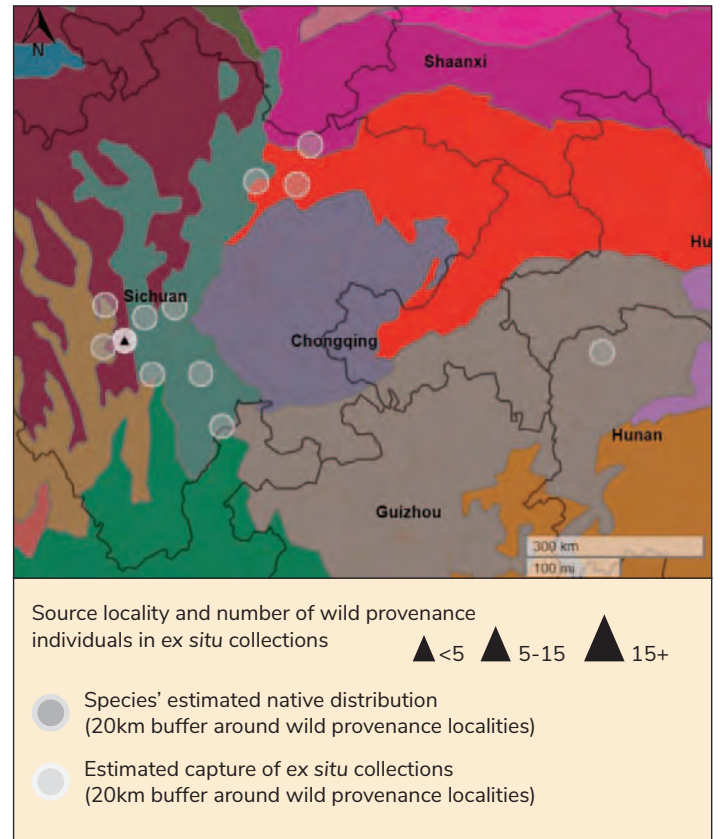 N
Shaanxi
Hu
Sichuan
Chongqing
Hunan
Guizhou
300 km
100 mi
Source locality and number of wild provenance
individuals in ex situ collections
<5 5-15 15+
Species’ estimated native distribution
(20km buffer around wild provenance localities)
Estimated capture of ex situ collections
(20km buffer around wild provenance localities)